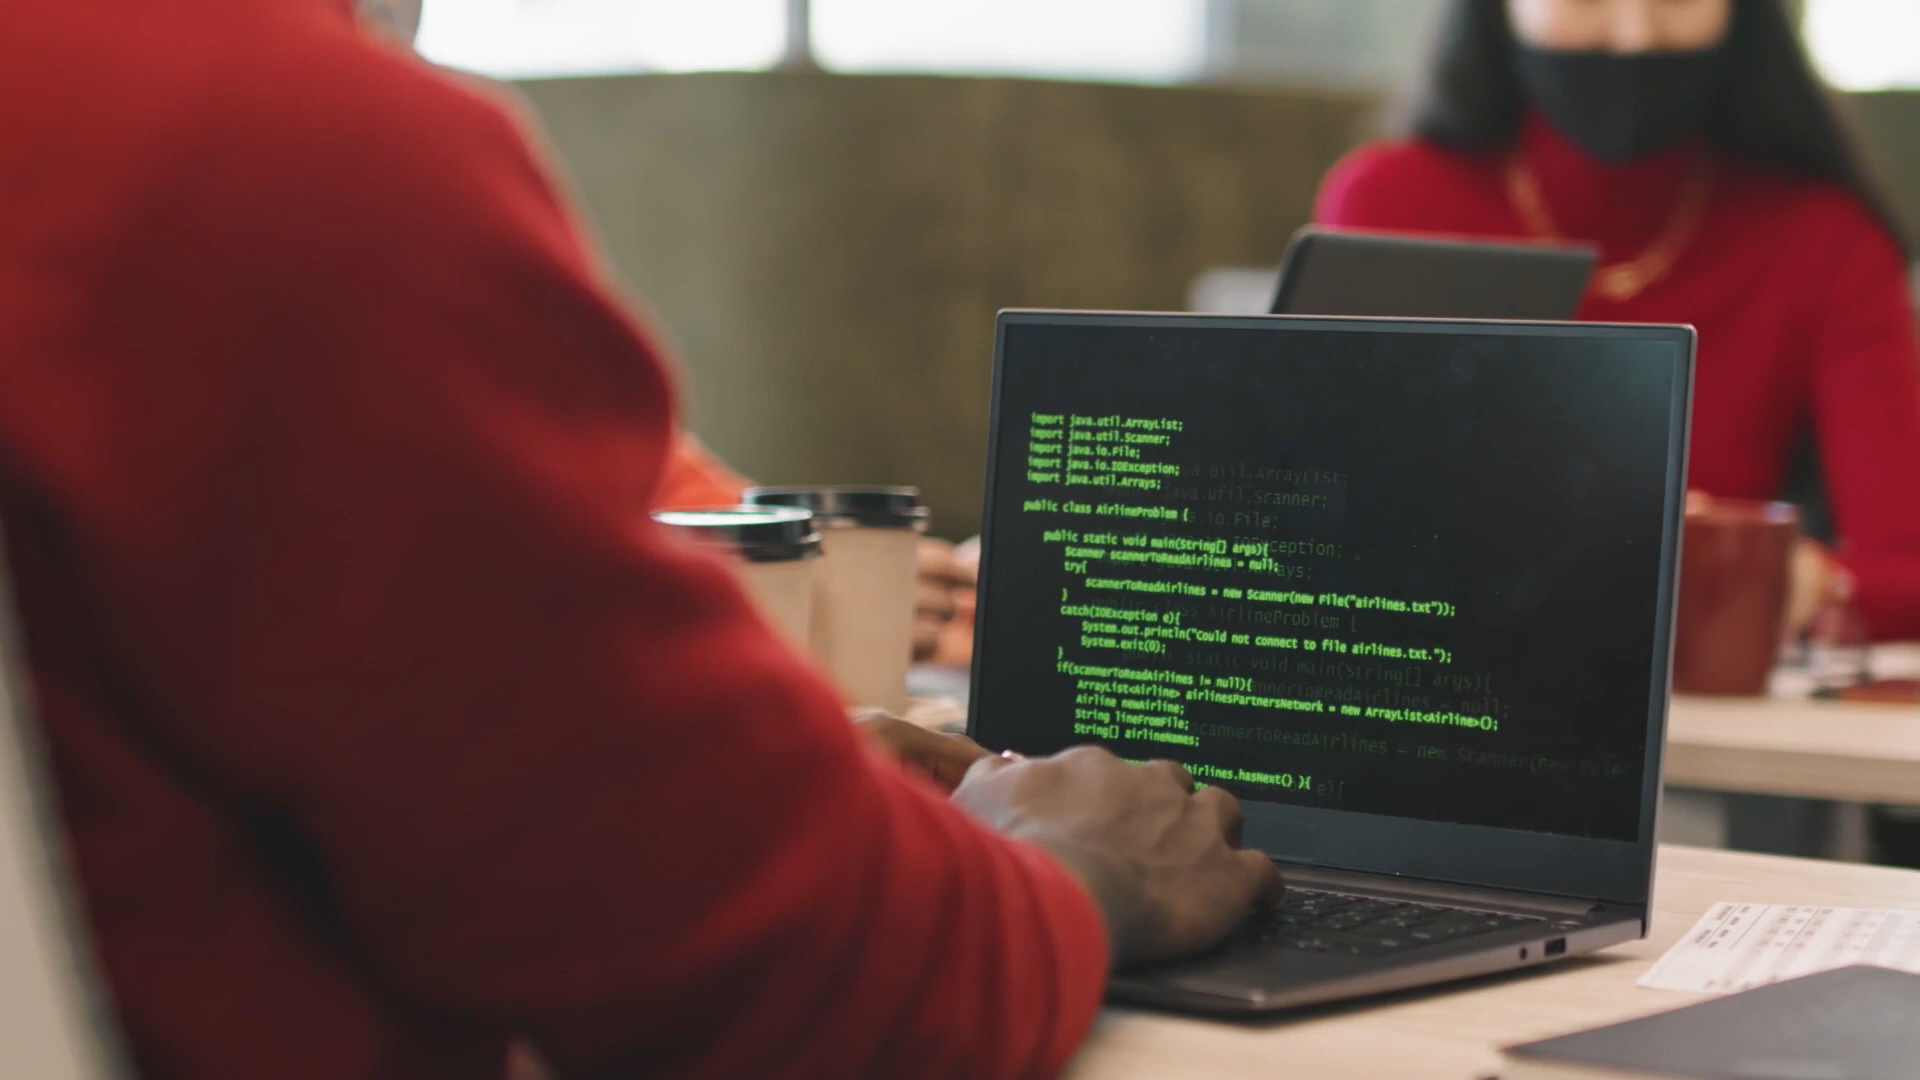 import java.util.ArrayList;
import java.util.Scanner;
import java.io.File;
import java.io.IOException;
import java.util.Arrays;
public class AirlineProblem {
public static void main(String[] args){
Scanner scannerToReadAirlines = null;
try{
scannerToReadAirlines = new Scanner(new File("airlines.txt"));
}
catch(IOException e){
System.out.println("Could not connect to file airlines.txt.");
System.exit(0);
}
if(scannerToReadAirlines != null){
ArrayList<Airline> airlinesPartnersNetwork = new ArrayList<Airline>();
Airline newAirline;
String lineFromFile;
String[] airlineNames;
Airlines.hasNext() ){